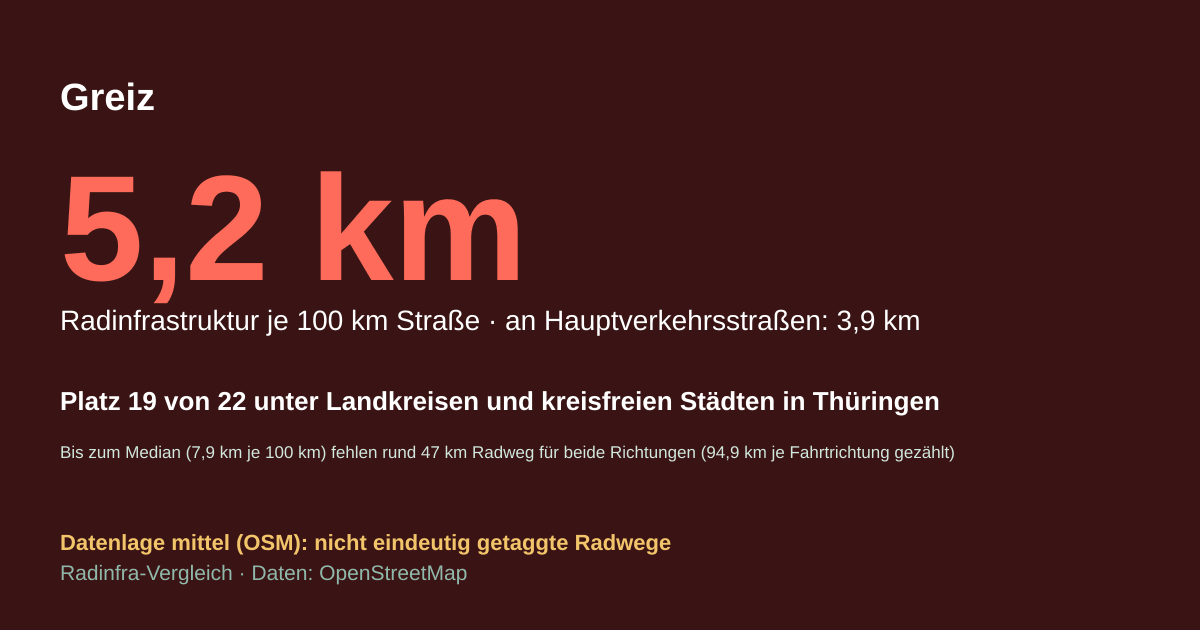 Greiz
5,2 km
Radinfrastruktur je 100 km Straße · an Hauptverkehrsstraßen: 3,9 km
Platz 19 von 22 unter Landkreisen und kreisfreien Städten in Thüringen
Bis zum Median (7,9 km je 100 km) fehlen rund 47 km Radweg für beide Richtungen (94,9 km je Fahrtrichtung gezählt)
Datenlage mittel (OSM): nicht eindeutig getaggte Radwege
Radinfra-Vergleich · Daten: OpenStreetMap